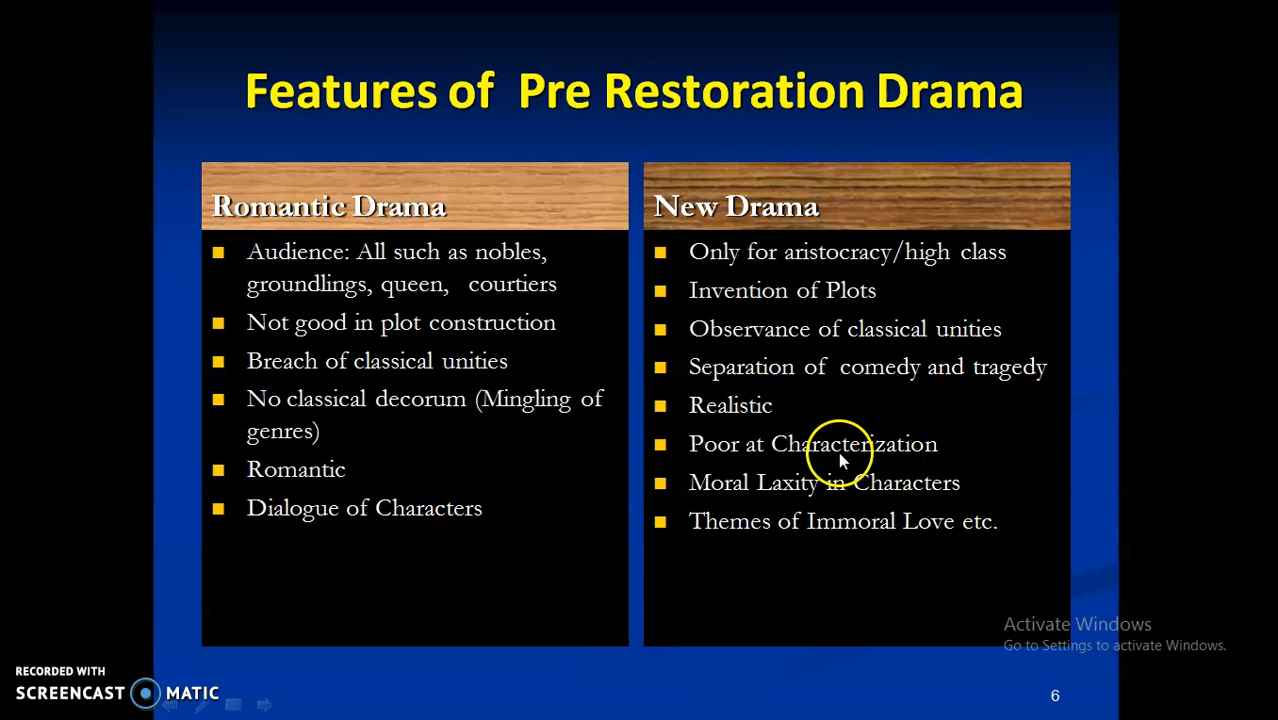 Features of Pre Restoration Drama
Romantic Drama
Audience: All such as nobles,
groundlings, queen, courtiers
Not good in plot construction
Breach of classical unities
No classical decorum (Mingling of
genres)
Romantic
Dialogue of Characters
New Drama
Only for aristocracy/high class
Invention of Plots
Observance of classical unities
Separation of comedy and tragedy
Realistic
Poor at Characterization
Moral Laxity in Characters
Themes of Immoral Love etc.
Activate Windows
Go to Settings to activate Windows.
RECORDED WITH
SCREENCAST MATIC
6